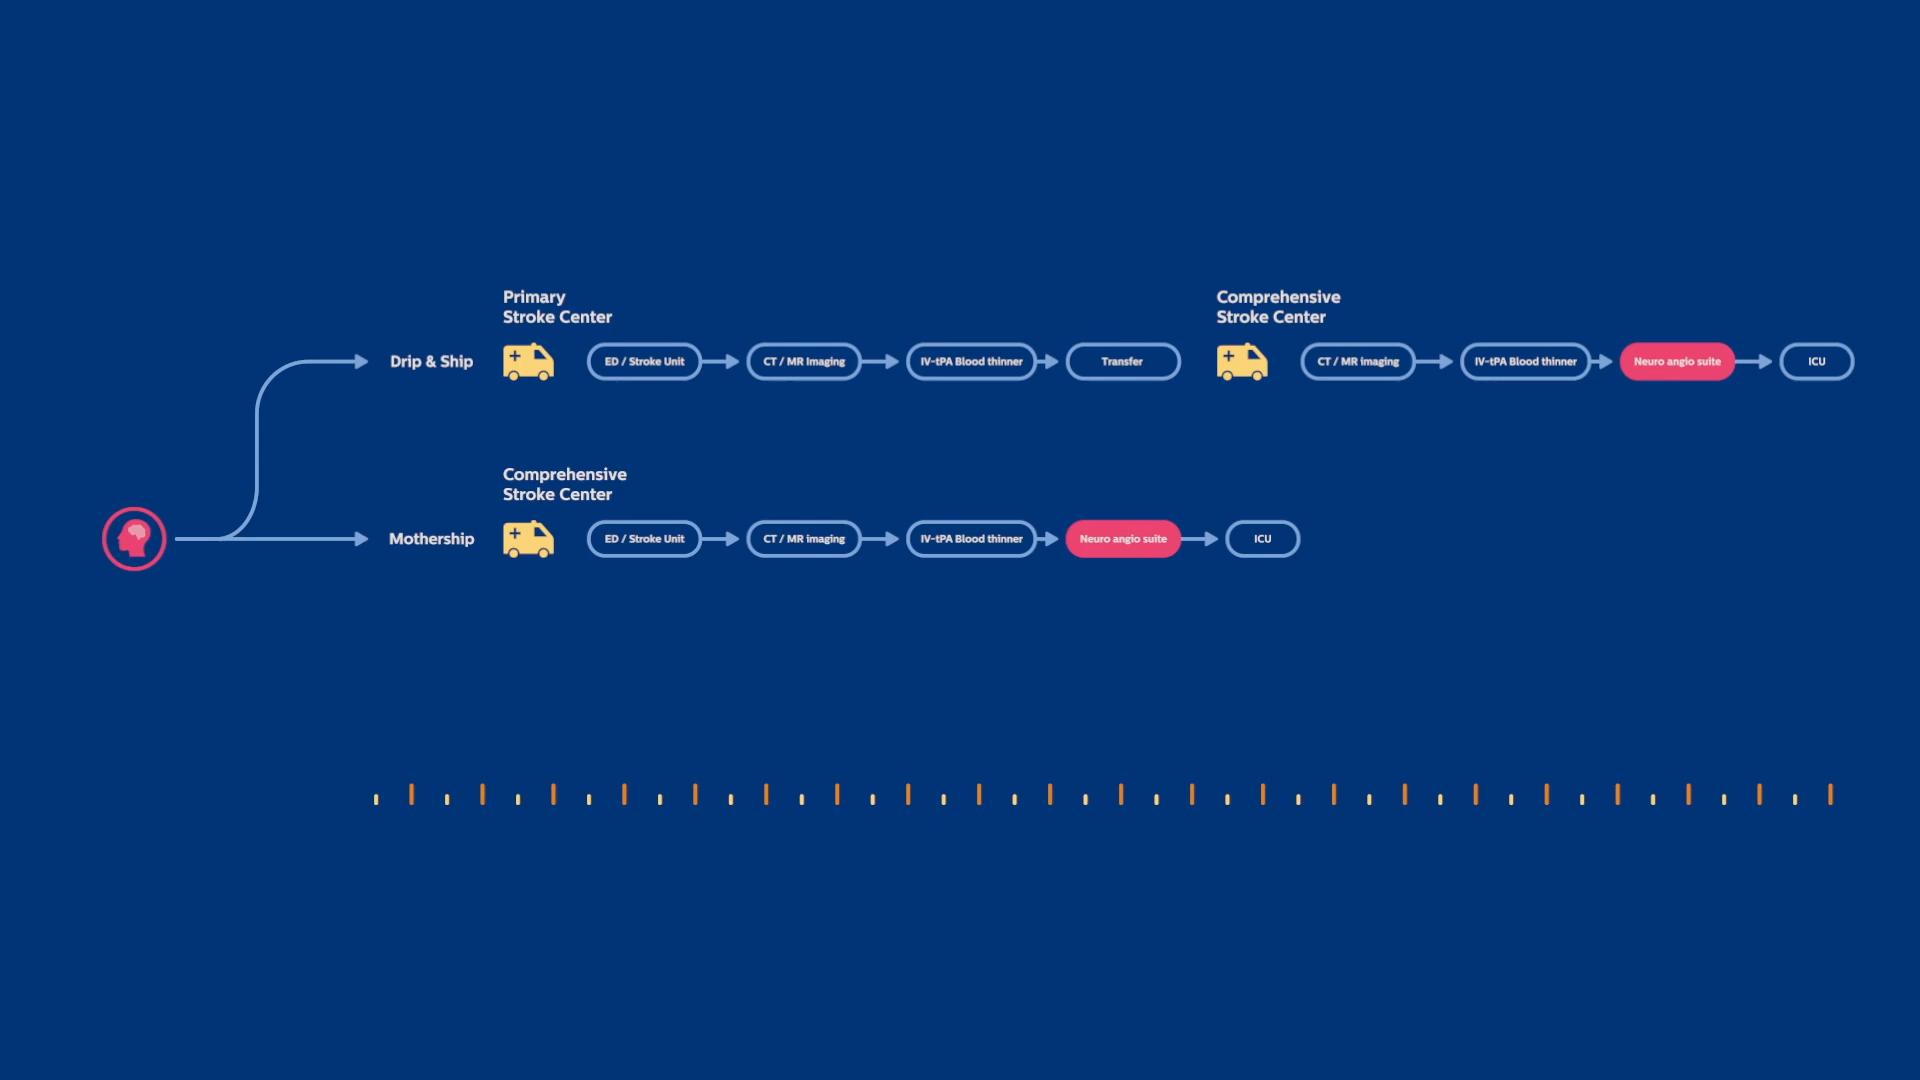 Primary
Stroke Center
Comprehensive
Stroke Center
Drip & Ship
ED / Stroke Unit
CT / MR Imaging
IV-tPA Blood thinner
Transfer
CT / MR imaging
IV-tPA Blood thinner
Neuro angio suite
ICU
Comprehensive
Stroke Center
Mothership
ED / Stroke Unit
CT / MR imaging
IV-tPA Blood thinner
Neuro angio suite
ICU